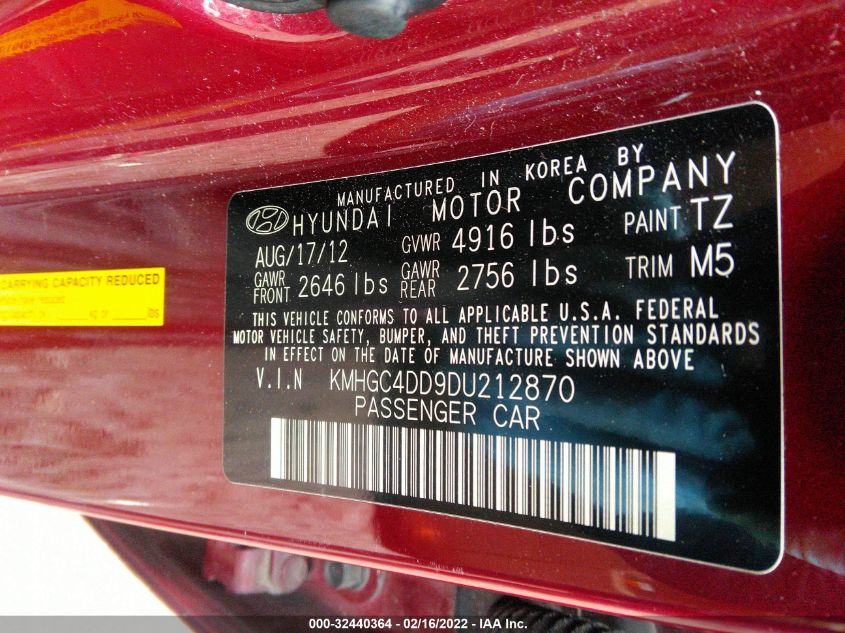 MANUFACTURED IN KOREA BY
HYUNDAI MOTOR COMPANY
AUG/17/12 GVWR 4916 lbs PAINT TZ
GAWR FRONT 2646 lbs GAWR REAR 2756 lbs TRIM M5
THIS VEHICLE CONFORMS TO ALL APPLICABLE U.S.A. FEDERAL
MOTOR VEHICLE SAFETY, BUMPER, AND THEFT PREVENTION STANDARDS
IN EFFECT ON THE DATE OF MANUFACTURE SHOWN ABOVE
V.I.N KMHGC4DD9DU212870
PASSENGER CAR
CARRYING CAPACITY REDUCED
kg or lbs
000-32440364 - 02/16/2022 - IAA Inc.